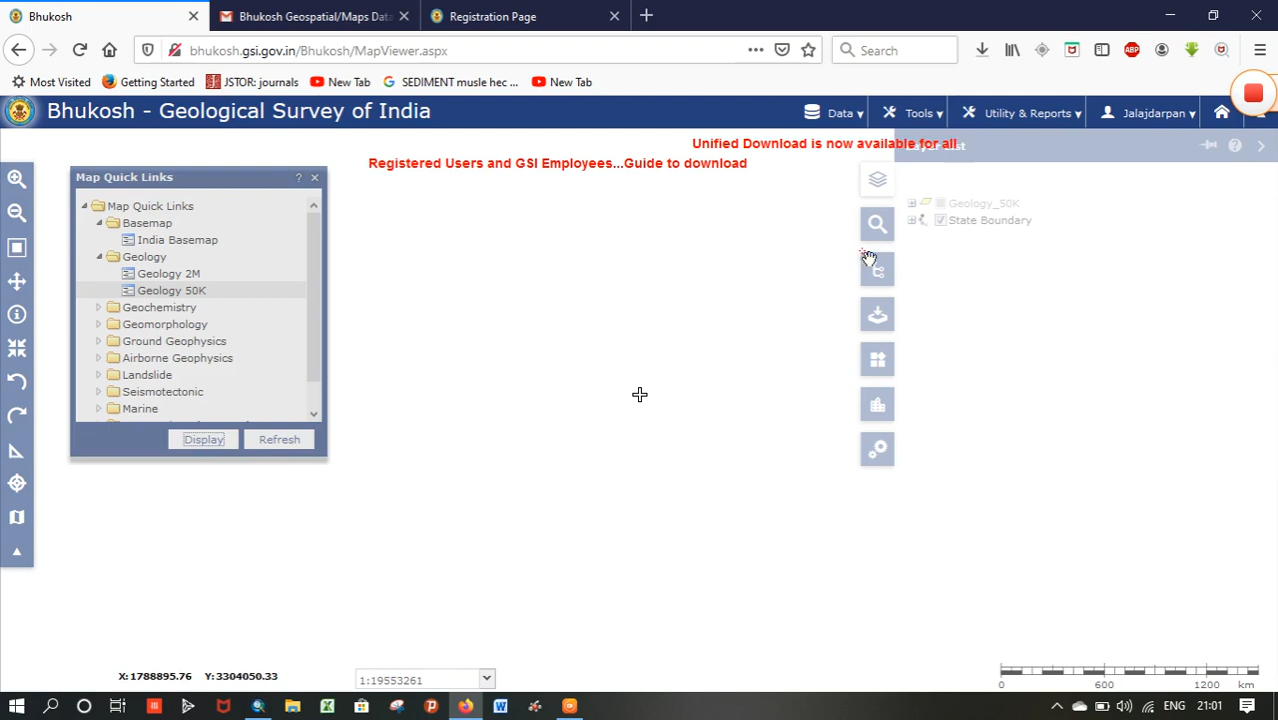 Bhukosh
Bhukosh Geospatial/Maps Data
Registration Page
bhukosh.gsi.gov.in/Bhukosh/MapViewer.aspx
Search
ABP
Most Visited
Getting Started
JSTOR: journals
New Tab
SEDIMENT musle hec ...
New Tab
Bhukosh - Geological Survey of India
Data
Tools
Utility & Reports
Jalajdarpan
Unified Download is now available for all
Registered Users and GSI Employees...Guide to download
Map Quick Links
?
Map Quick Links
Basemap
India Basemap
Geology
Geology 2M
Geology 50K
Geochemistry
Geomorphology
Ground Geophysics
Airborne Geophysics
Landslide
Seismotectonic
Marine
Display
Refresh
Geology_50K
State Boundary
X: 1788895.76 Y: 3304050.33
1:19553261
0 600 1200 km
ENG
21:01